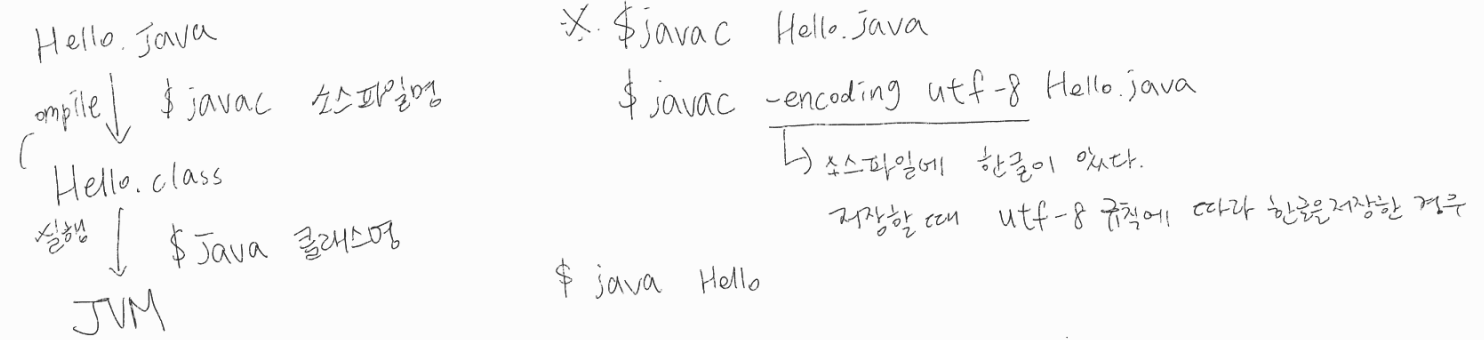 Hello.java
compile $ javac 소스파일명
Hello.class
실행 $ java 클래스명
JVM
※. $ javac Hello.java
$ javac -encoding utf-8 Hello.java
↳ 소스파일에 한글이 있다.
저장할 때 utf-8 규칙에 따라 한글을 저장한 경우
$ java Hello